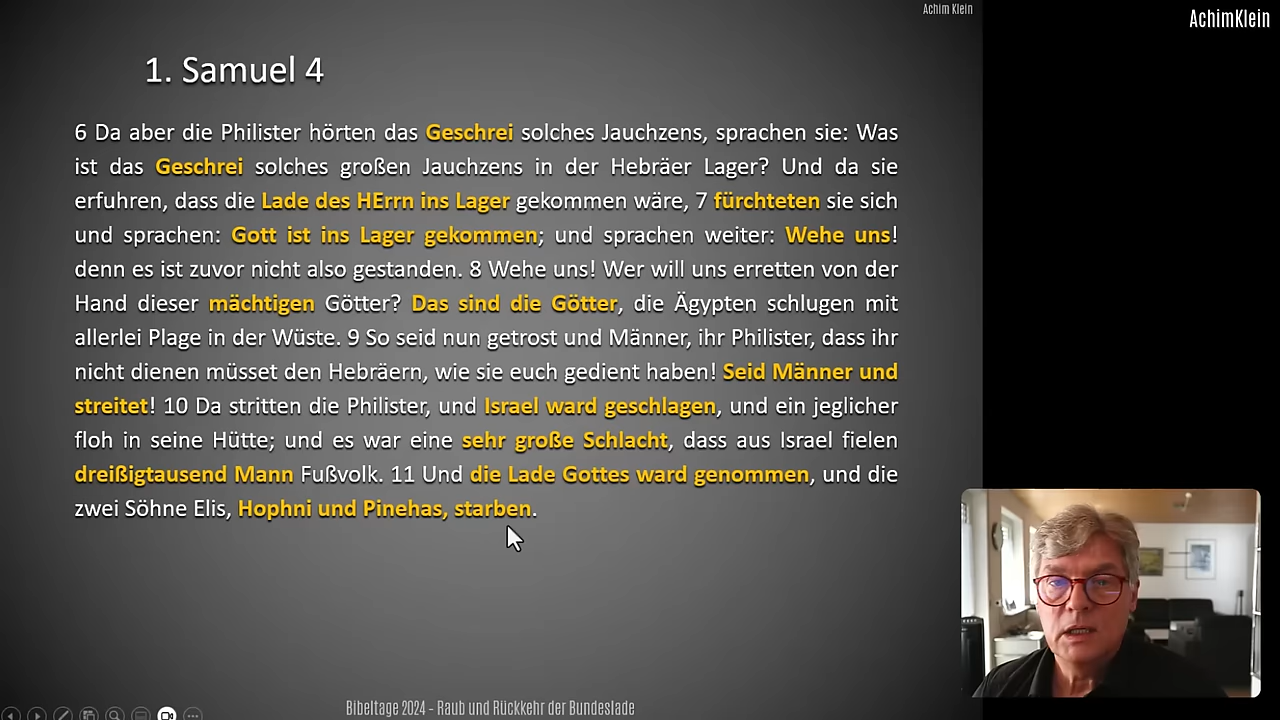 Achim Klein
AchimKlein
1. Samuel 4
6 Da aber die Philister hörten das Geschrei solches Jauchzens, sprachen sie: Was
ist das Geschrei solches großen Jauchzens in der Hebräer Lager? Und da sie
erfuhren, dass die Lade des HErrn ins Lager gekommen wäre, 7 fürchteten sie sich
und sprachen: Gott ist ins Lager gekommen; und sprachen weiter: Wehe uns!
denn es ist zuvor nicht also gestanden. 8 Wehe uns! Wer will uns erretten von der
Hand dieser mächtigen Götter? Das sind die Götter, die Ägypten schlugen mit
allerlei Plage in der Wüste. 9 So seid nun getrost und Männer, ihr Philister, dass ihr
nicht dienen müsset den Hebräern, wie sie euch gedient haben! Seid Männer und
streitet! 10 Da stritten die Philister, und Israel ward geschlagen, und ein jeglicher
floh in seine Hütte; und es war eine sehr große Schlacht, dass aus Israel fielen
dreißigtausend Mann Fußvolk. 11 Und die Lade Gottes ward genommen, und die
zwei Söhne Elis, Hophni und Pinehas, starben.
Bibeltage 2024 – Raub und Rückkehr der Bundeslade